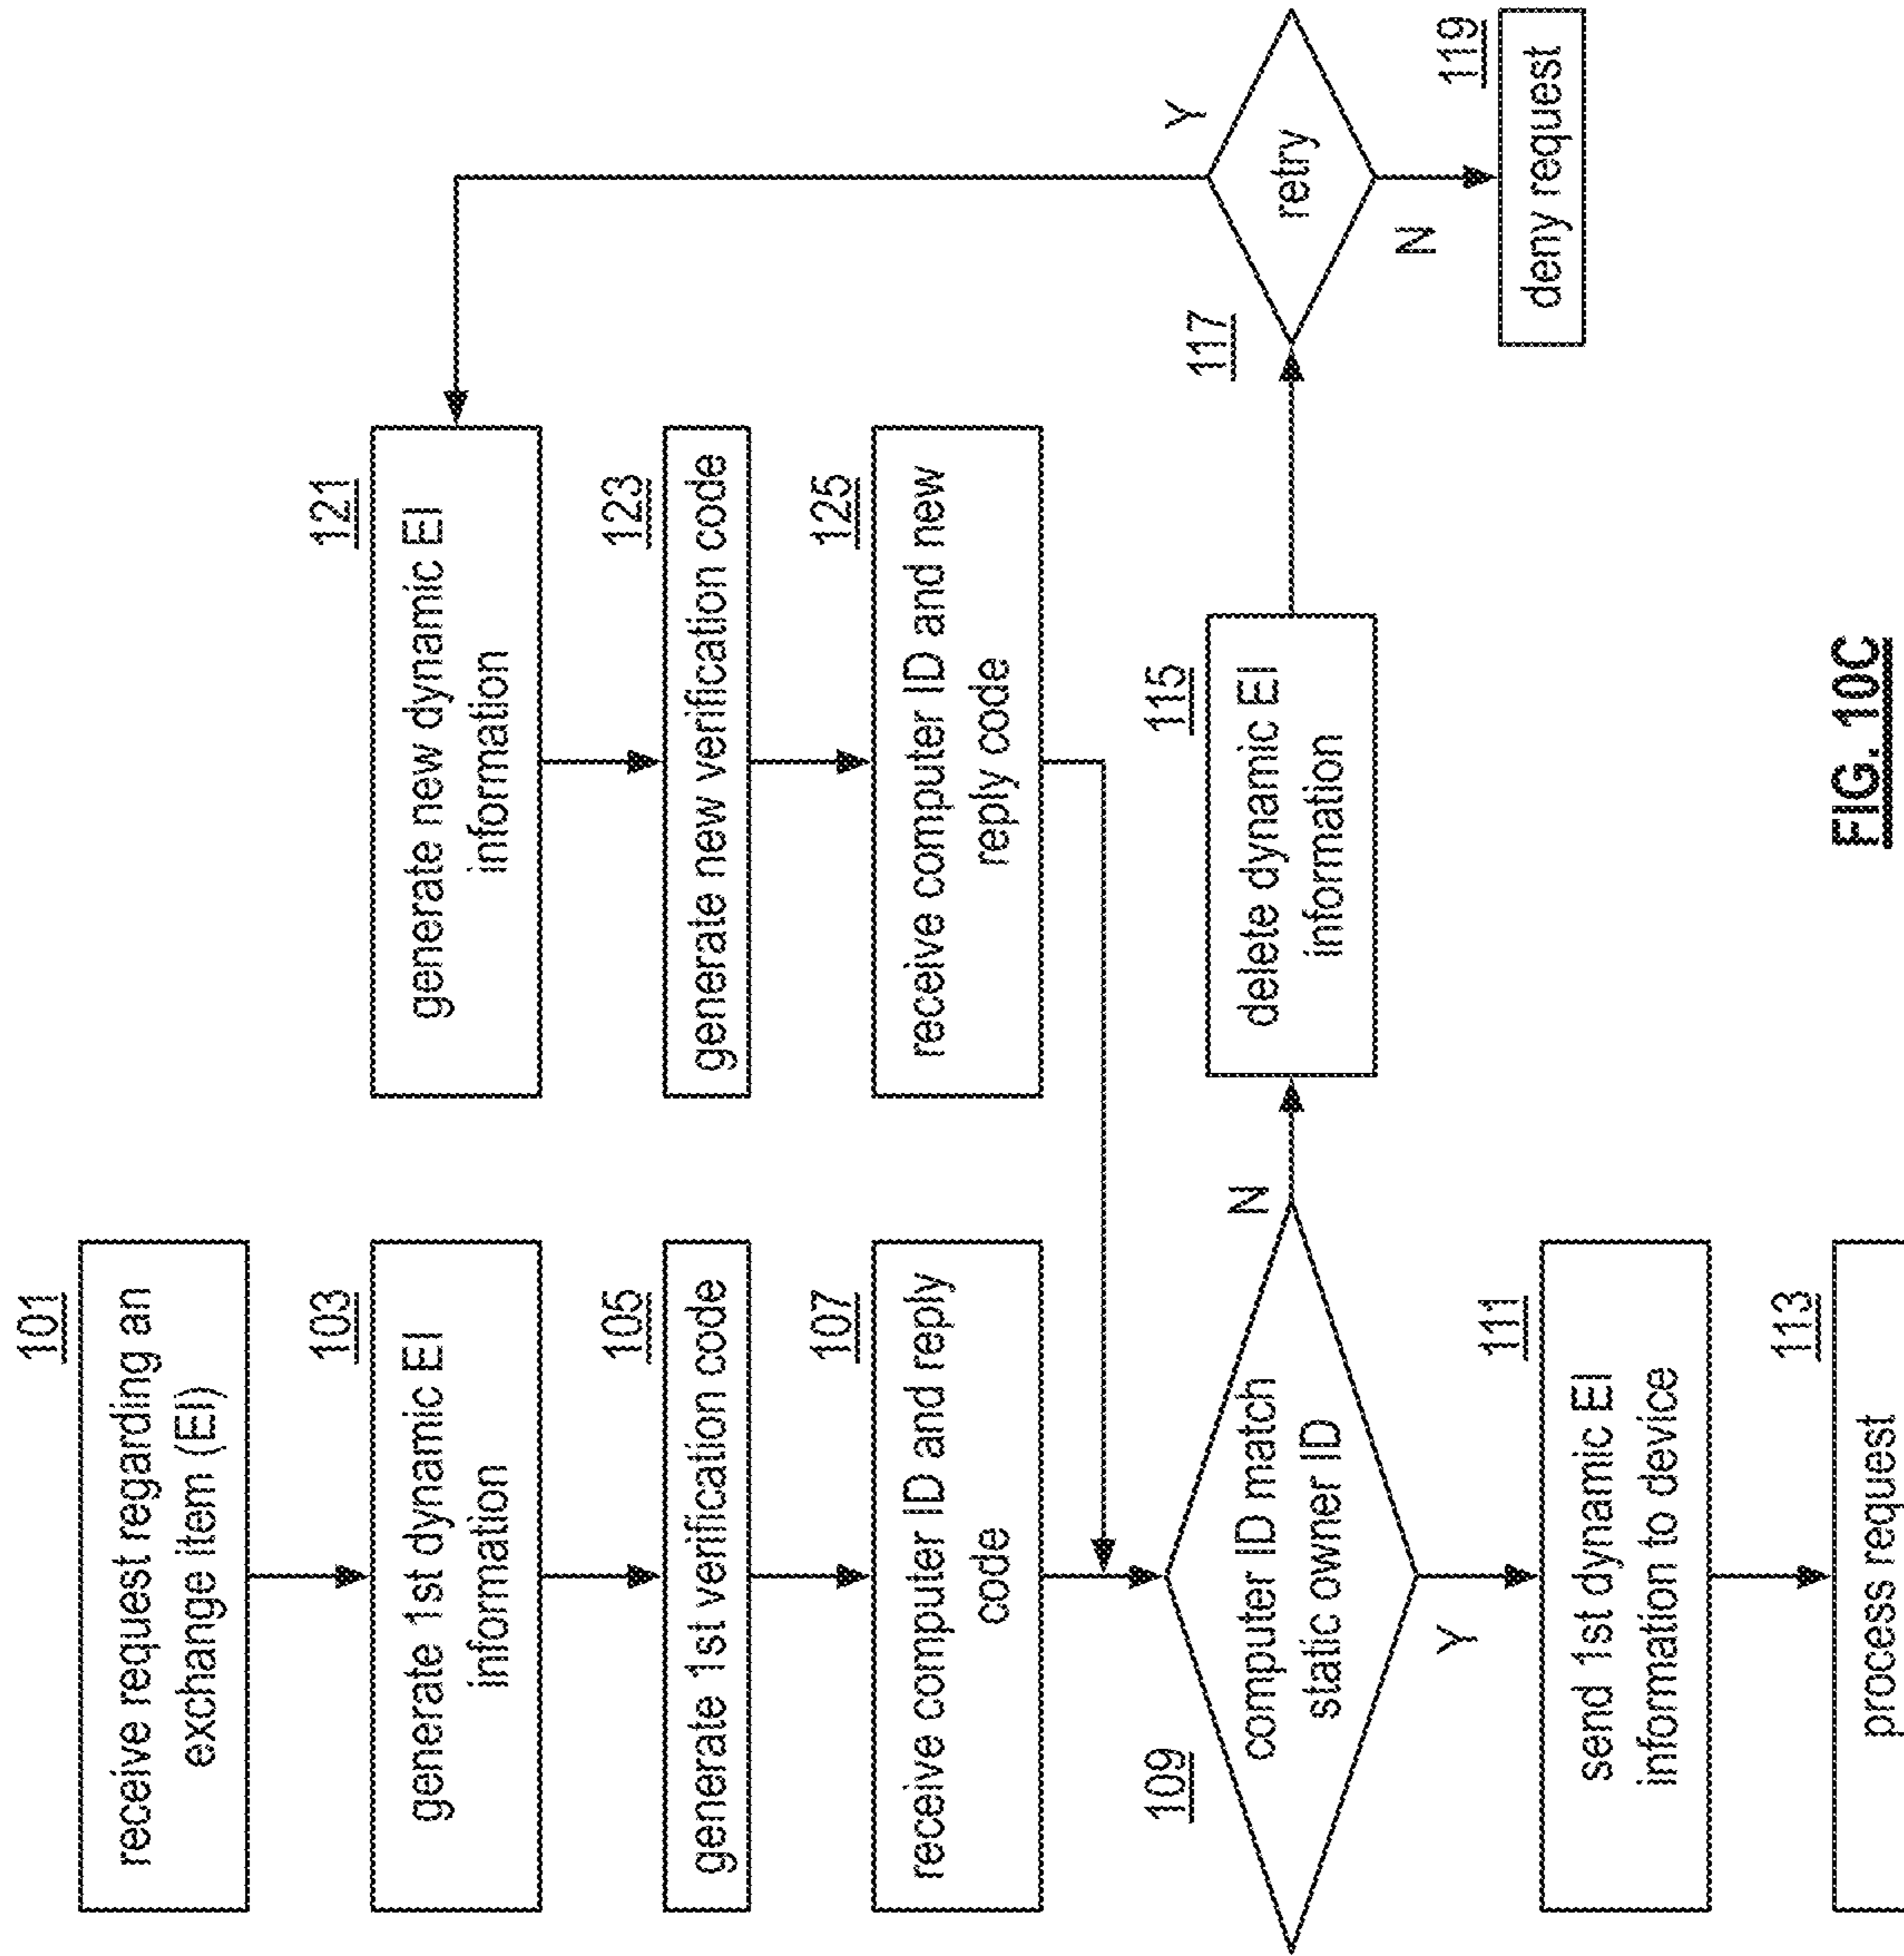 101
receive request regarding an
exchange item (EI)
103
generate 1st dynamic EI
information
105
generate 1st verification code
107
receive computer ID and reply
code
109
computer ID match
static owner ID
Y
N
111
send 1st dynamic EI
information to device
113
process request
121
generate new dynamic EI
information
123
generate new verification code
125
receive computer ID and new
reply code
115
delete dynamic EI
information
117
retry
Y
N
119
deny request
FIG. 10C